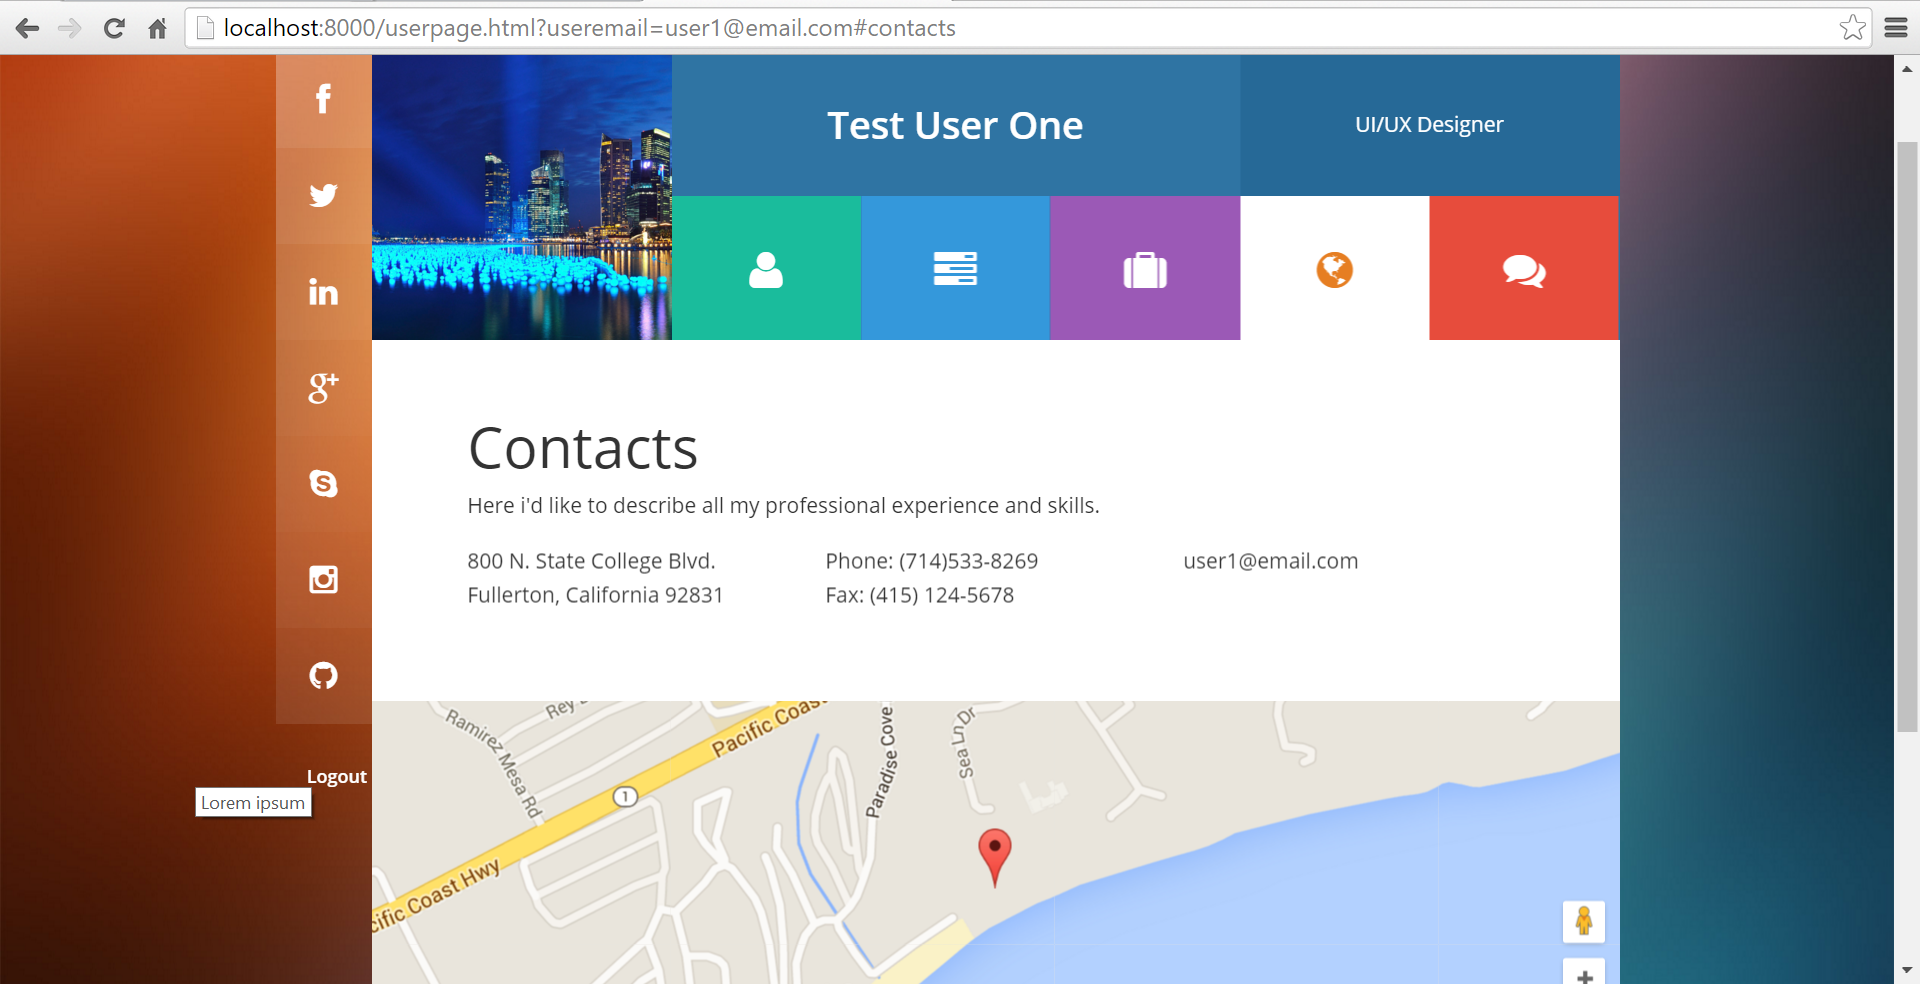 localhost:8000/userpage.html?useremail=user1@email.com#contacts
Test User One
UI/UX Designer
Contacts
Here i'd like to describe all my professional experience and skills.
800 N. State College Blvd.
Fullerton, California 92831
Phone: (714)533-8269
Fax: (415) 124-5678
user1@email.com
Logout
Lorem ipsum
Ramirez Mesa Rd
Rey
Pacific Coas
Paradise Cove
Sea Ln Dr
1
cific Coast Hwy